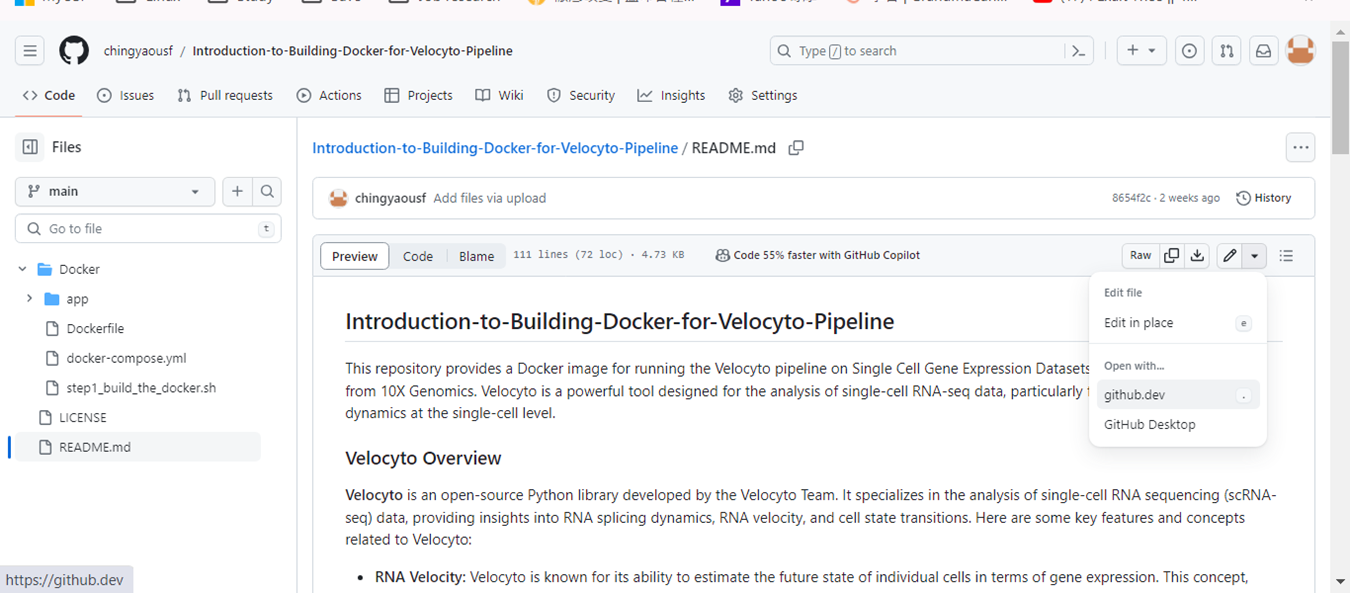 chingyaousf / Introduction-to-Building-Docker-for-Velocyto-Pipeline
Type / to search
Code Issues Pull requests Actions Projects Wiki Security Insights Settings
Files
main
Go to file t
Docker
app
Dockerfile
docker-compose.yml
step1_build_the_docker.sh
LICENSE
README.md
Introduction-to-Building-Docker-for-Velocyto-Pipeline / README.md
chingyaousf Add files via upload 8654f2c · 2 weeks ago History
Preview Code Blame 111 lines (72 loc) · 4.73 KB Code 55% faster with GitHub Copilot Raw
Edit file
Edit in place e
Open with...
github.dev .
GitHub Desktop
Introduction-to-Building-Docker-for-Velocyto-Pipeline
This repository provides a Docker image for running the Velocyto pipeline on Single Cell Gene Expression Datasets
from 10X Genomics. Velocyto is a powerful tool designed for the analysis of single-cell RNA-seq data, particularly
dynamics at the single-cell level.
Velocyto Overview
Velocyto is an open-source Python library developed by the Velocyto Team. It specializes in the analysis of single-cell RNA sequencing (scRNA-
seq) data, providing insights into RNA splicing dynamics, RNA velocity, and cell state transitions. Here are some key features and concepts
related to Velocyto:
• RNA Velocity: Velocyto is known for its ability to estimate the future state of individual cells in terms of gene expression. This concept,
https://github.dev